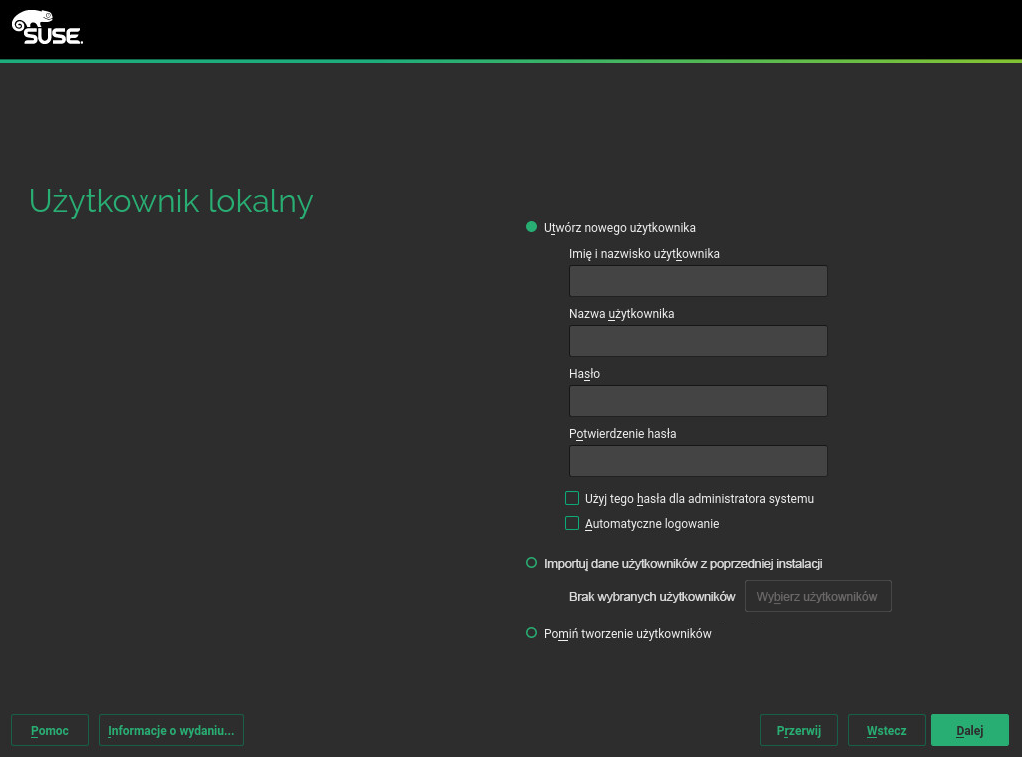 SUSE.
Użytkownik lokalny
Utwórz nowego użytkownika
Imię i nazwisko użytkownika
Nazwa użytkownika
Hasło
Potwierdzenie hasła
Użyj tego hasła dla administratora systemu
Automatyczne logowanie
Importuj dane użytkowników z poprzedniej instalacji
Brak wybranych użytkowników Wybierz użytkowników
Pomiń tworzenie użytkowników
Pomoc Informacje o wydaniu... Przerwij Wstecz Dalej